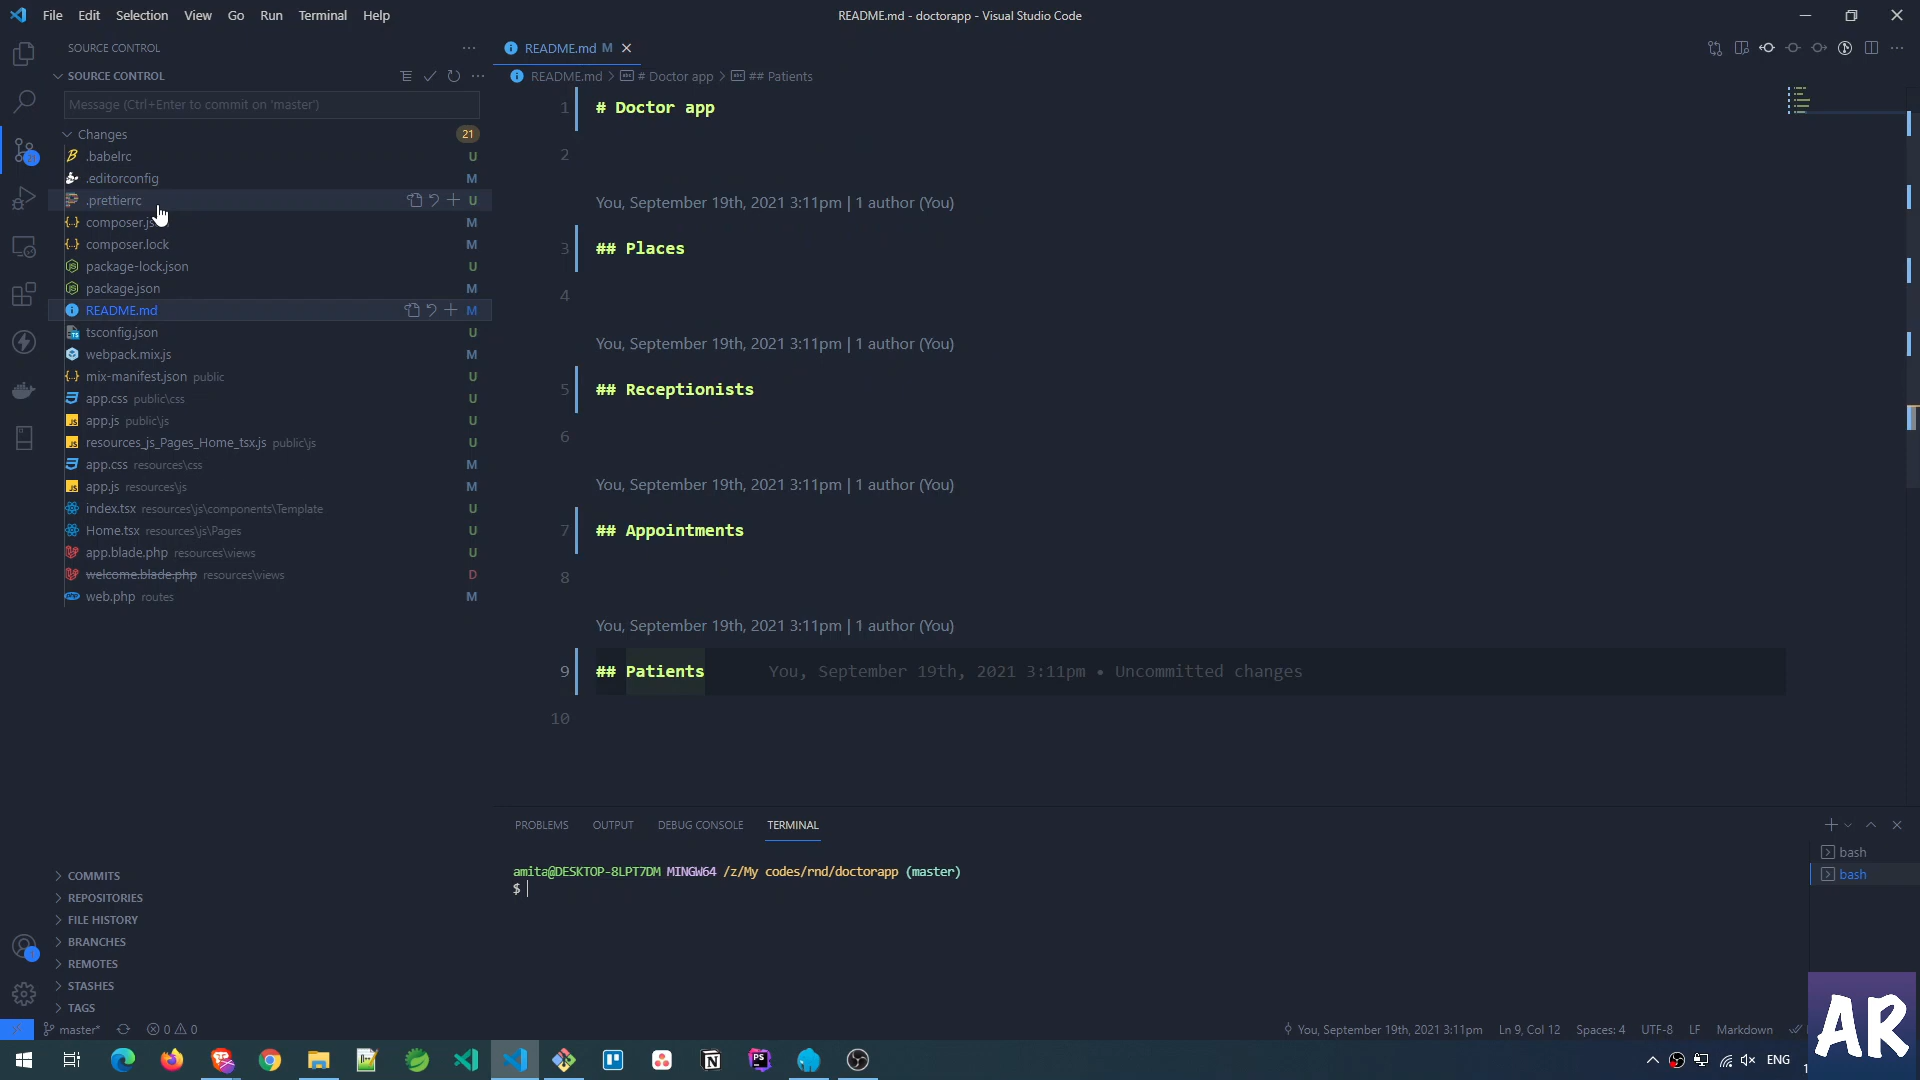 File Edit Selection View Go Run Terminal Help
README.md - doctorapp - Visual Studio Code
SOURCE CONTROL
README.md M
SOURCE CONTROL
README.md > # Doctor app > ## Patients
Message (Ctrl+Enter to commit on 'master')
Changes 21
.babelrc U
.editorconfig M
.prettierrc U
composer.js M
composer.lock M
package-lock.json U
package.json M
README.md M
tsconfig.json U
webpack.mix.js M
mix-manifest.json public U
app.css public\css U
app.js public\js U
resources_js_Pages_Home_tsx.js public\js U
app.css resources\css M
app.js resources\js M
index.tsx resources\js\components\Template U
Home.tsx resources\js\Pages U
app.blade.php resources\views U
welcome.blade.php resources\views D
web.php routes M
COMMITS
REPOSITORIES
FILE HISTORY
BRANCHES
REMOTES
STASHES
TAGS
1 # Doctor app
2
You, September 19th, 2021 3:11pm | 1 author (You)
3 ## Places
4
You, September 19th, 2021 3:11pm | 1 author (You)
5 ## Receptionists
6
You, September 19th, 2021 3:11pm | 1 author (You)
7 ## Appointments
8
You, September 19th, 2021 3:11pm | 1 author (You)
9 ## Patients You, September 19th, 2021 3:11pm • Uncommitted changes
10
PROBLEMS OUTPUT DEBUG CONSOLE TERMINAL
amita@DESKTOP-8LPT7DM MINGW64 /z/My codes/rnd/doctorapp (master)
$
bash
bash
master* 0 0
You, September 19th, 2021 3:11pm Ln 9, Col 12 Spaces: 4 UTF-8 LF Markdown
AR
ENG